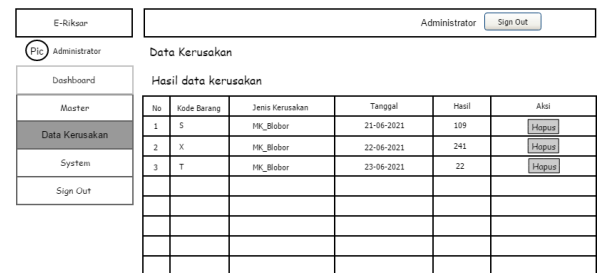 E-Riksar
Administrator Sign Out
Pic Administrator
Dashboard
Master
Data Kerusakan
System
Sign Out
Data Kerusakan
Hasil data kerusakan
No Kode Barang Jenis Kerusakan Tanggal Hasil Aksi
1 S MK_Blobor 21-06-2021 109 Hapus
2 X MK_Blobor 22-06-2021 241 Hapus
3 T MK_Blobor 23-06-2021 22 Hapus